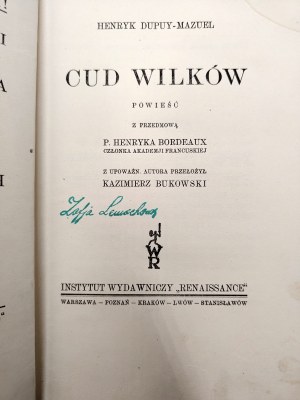 HENRYK DUPUY-MAZUEL
CUD WILKÓW
POWIEŚĆ
Z PRZEDMOWĄ
P. HENRYKA BORDEAUX
CZŁONKA AKADEMJI FRANCUSKIEJ
Z UPOWAŻN. AUTORA PRZEŁOŻYŁ
KAZIMIERZ BUKOWSKI
Zofja
W
R
INSTYTUT WYDAWNICZY „RENAISSANCE”
WARSZAWA – POZNAŃ – KRAKÓW – LWÓW – STANISŁAWÓW